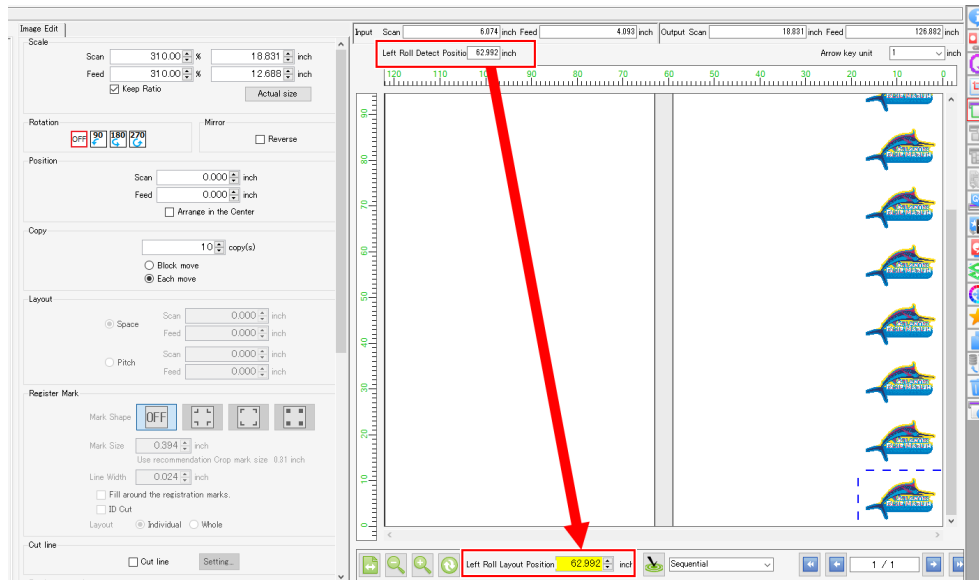 Image Edit
Scale
Scan 310.00 % 18.831 inch
Feed 310.00 % 12.688 inch
Keep Ratio
Actual size
Rotation
OFF 90 180 270
Mirror
Reverse
Position
Scan 0.000 inch
Feed 0.000 inch
Arrange in the Center
Copy
10 copy(s)
Block move
Each move
Layout
Space
Scan 0.000 inch
Feed 0.000 inch
Pitch
Scan 0.000 inch
Feed 0.000 inch
Register Mark
Mark Shape OFF
Mark Size 0.394 inch
Use recommendation Crop mark size 0.31 inch
Line Width 0.024 inch
Fill around the registration marks.
ID Cut
Layout Individual Whole
Cut line
Cut line Setting...
Input Scan 6.074 inch Feed 4.093 inch Output Scan 18.831 inch Feed 126.882 inch
Left Roll Detect Positio 62.992 inch
Arrow key unit 1 inch
120 110 100 90 80 70 60 50 40 30 20 10 0
90
80
70
60
50
40
30
20
10
0
Left Roll Layout Position 62.992 inch
Sequential
1 / 1